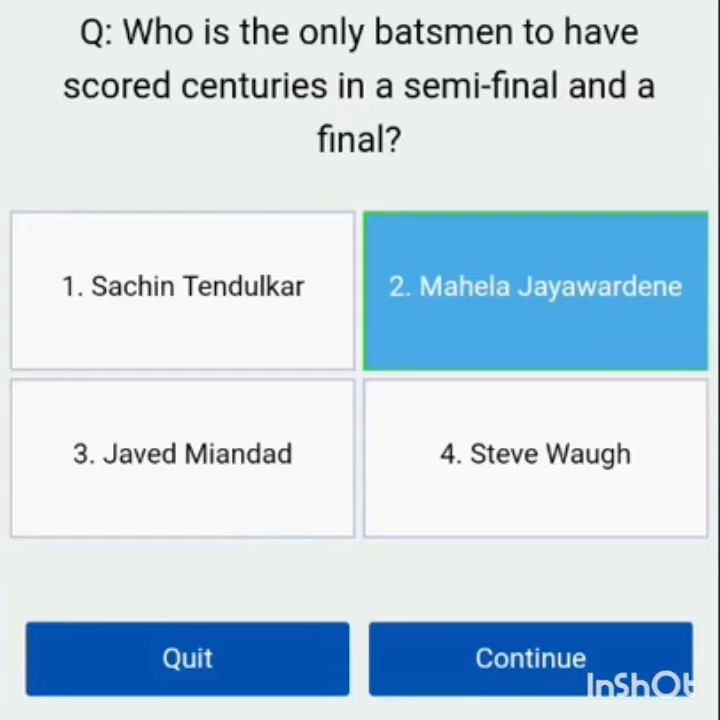 Q: Who is the only batsmen to have
scored centuries in a semi-final and a
final?
1. Sachin Tendulkar
2. Mahela Jayawardene
3. Javed Miandad
4. Steve Waugh
Quit
Continue
InShOt